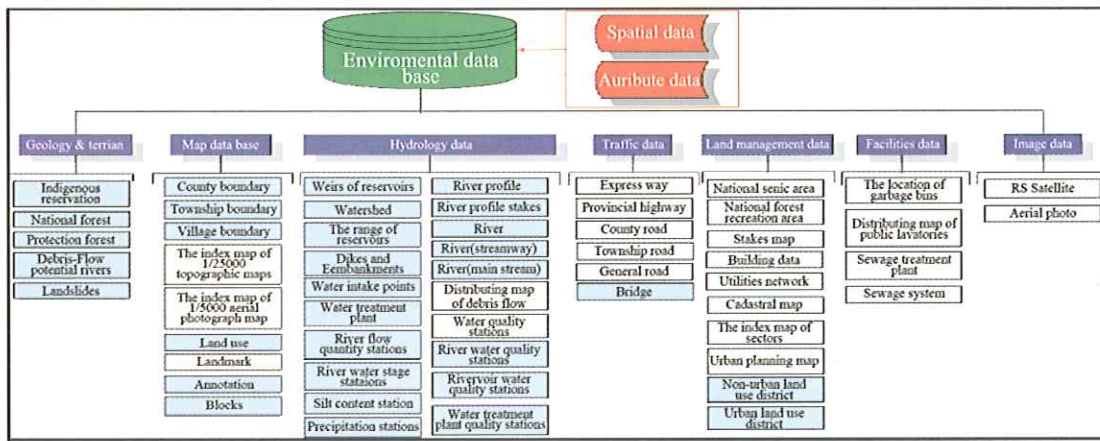 Enviromental data
base
Spatial data
Auribute data
Geology & terrian
Indigenous
reservation
National forest
Protection forest
Debris-Flow
potential rivers
Landslides
Map data base
County boundary
Township boundary
Village boundary
The index map of
1/25000
topographic maps
The index map of
1/5000 aerial
photograph map
Land use
Landmark
Annotation
Blocks
Hydrology data
Weirs of reservoirs
Watershed
The range of
reservoirs
Dikes and
Eembankments
Water intake points
Water treatment
plant
River flow
quantity stations
River water stage
stataions
Silt content station
Precipitation stations
River profile
River profile stakes
River
River(streamway)
River(main stream)
Distributing map
of debris flow
Water quality
stations
River water quality
stations
Rivervoir water
quality stations
Water treatment
plant quality stations
Traffic data
Express way
Provincial highway
County road
Township road
General road
Bridge
Land management data
National senic area
National forest
recreation area
Stakes map
Building data
Utilities network
Cadastral map
The index map of
sectors
Urban planning map
Non-urban land
use district
Urban land use
district
Facilities data
The location of
garbage bins
Distributing map of
public lavatories
Sewage treatment
plant
Sewage system
Image data
RS Satellite
Aerial photo